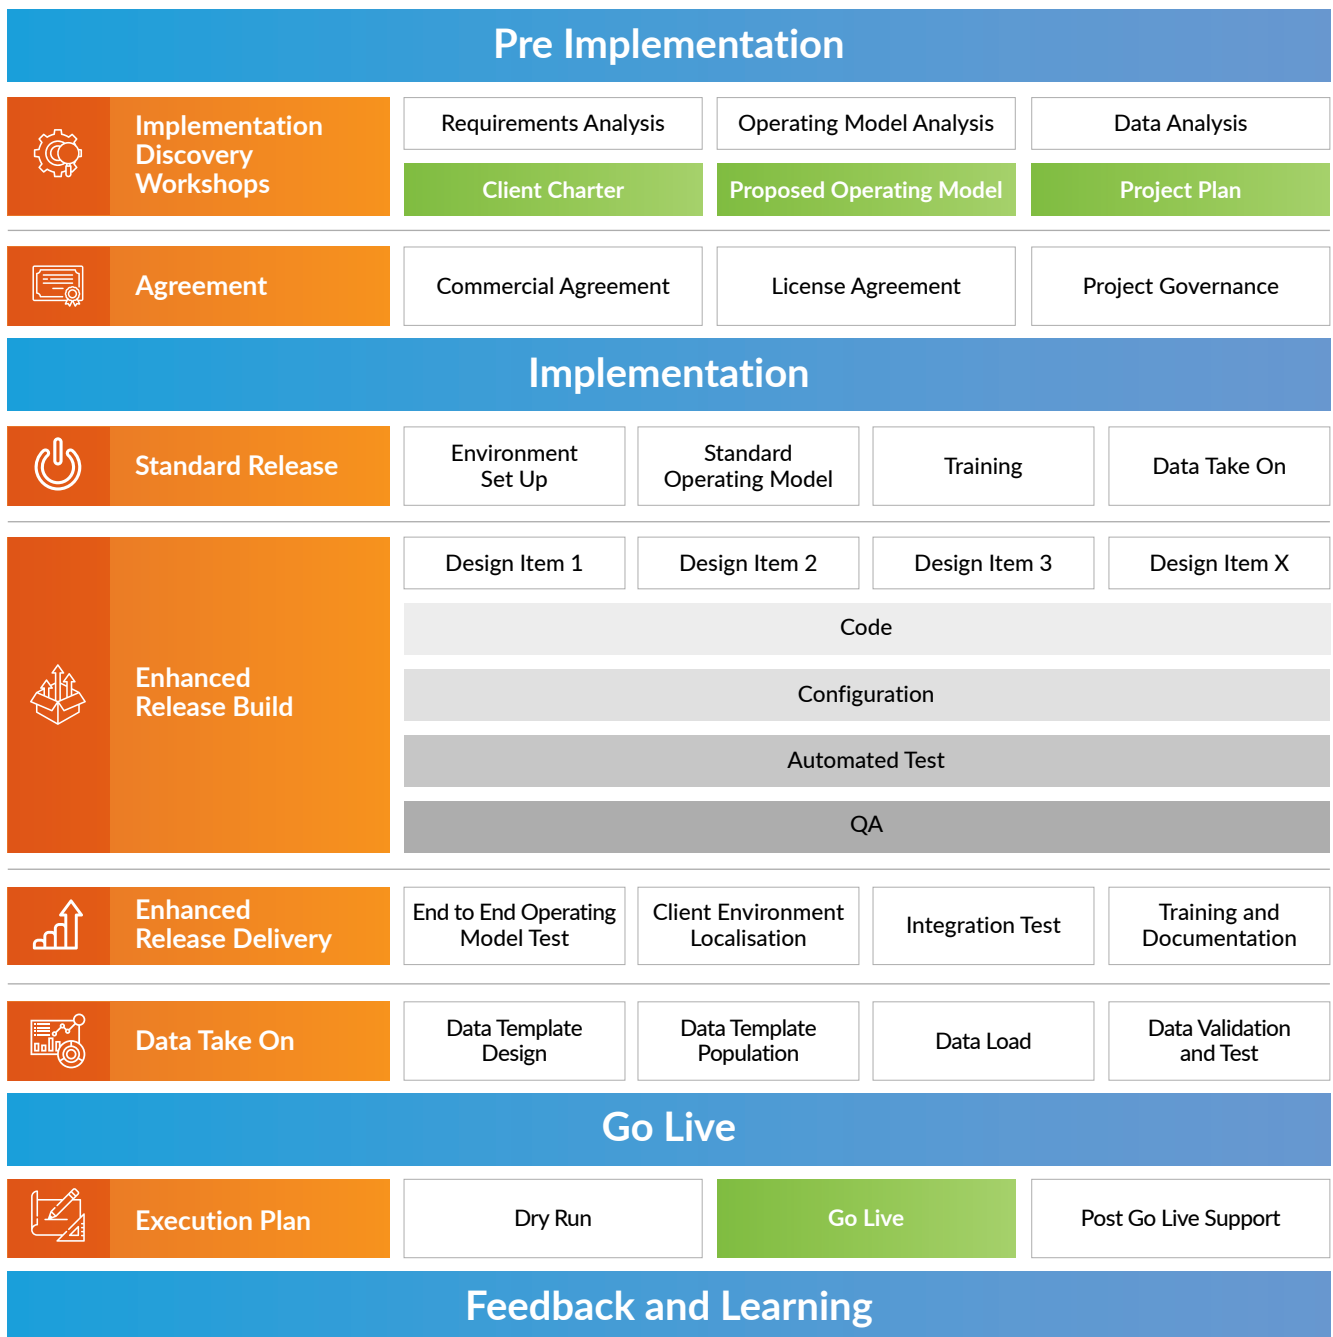 Pre Implementation
Implementation
Discovery
Workshops
Requirements Analysis
Operating Model Analysis
Data Analysis
Client Charter
Proposed Operating Model
Project Plan
Agreement
Commercial Agreement
License Agreement
Project Governance
Implementation
Standard Release
Environment
Set Up
Standard
Operating Model
Training
Data Take On
Enhanced
Release Build
Design Item 1
Design Item 2
Design Item 3
Design Item X
Code
Configuration
Automated Test
QA
Enhanced
Release Delivery
End to End Operating
Model Test
Client Environment
Localisation
Integration Test
Training and
Documentation
Data Take On
Data Template
Design
Data Template
Population
Data Load
Data Validation
and Test
Go Live
Execution Plan
Dry Run
Go Live
Post Go Live Support
Feedback and Learning